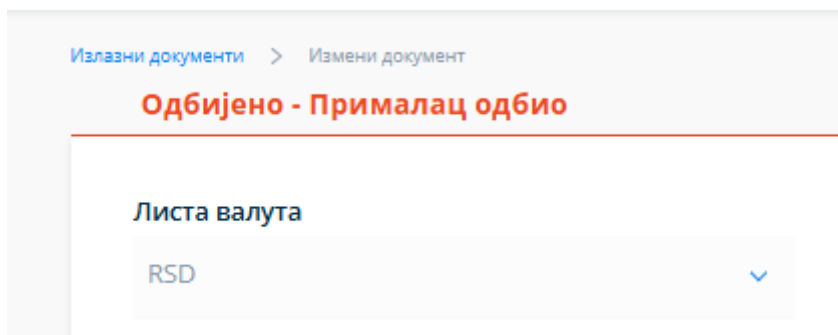 Излазни документи > Измени документ
Одбијено - Прималац одбио
Листа валута
RSD